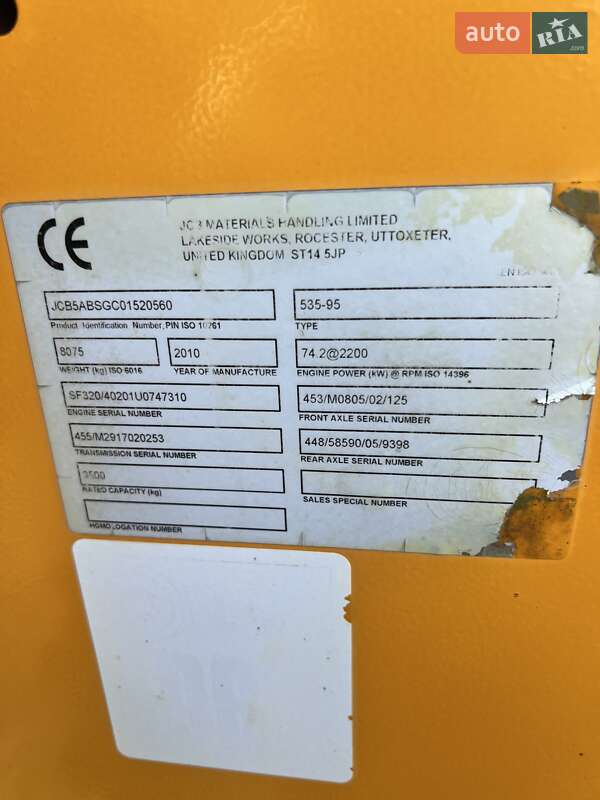 auto RIA .com
CE
JCB MATERIALS HANDLING LIMITED
LAKESIDE WORKS, ROCESTER, UTTOXETER,
UNITED KINGDOM ST14 5JP
JCB5ABSGC01520560
Product Identification Number, PIN ISO 10261
535-95
TYPE
8075
WEIGHT (kg) ISO 6016
2010
YEAR OF MANUFACTURE
74.2@2200
ENGINE POWER (kW) @ RPM ISO 14396
SF320/40201U0747310
ENGINE SERIAL NUMBER
453/M0805/02/125
FRONT AXLE SERIAL NUMBER
455/M2917020253
TRANSMISSION SERIAL NUMBER
448/58590/05/9398
REAR AXLE SERIAL NUMBER
3500
RATED CAPACITY (kg)
SALES SPECIAL NUMBER
HOMOLOGATION NUMBER